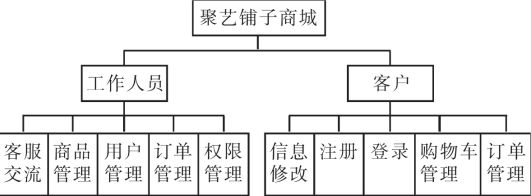 聚艺铺子商城
工作人员
客户
客服
交流
商品
管理
用户
管理
订单
管理
权限
管理
信息
修改
注册
登录
购物车
管理
订单
管理